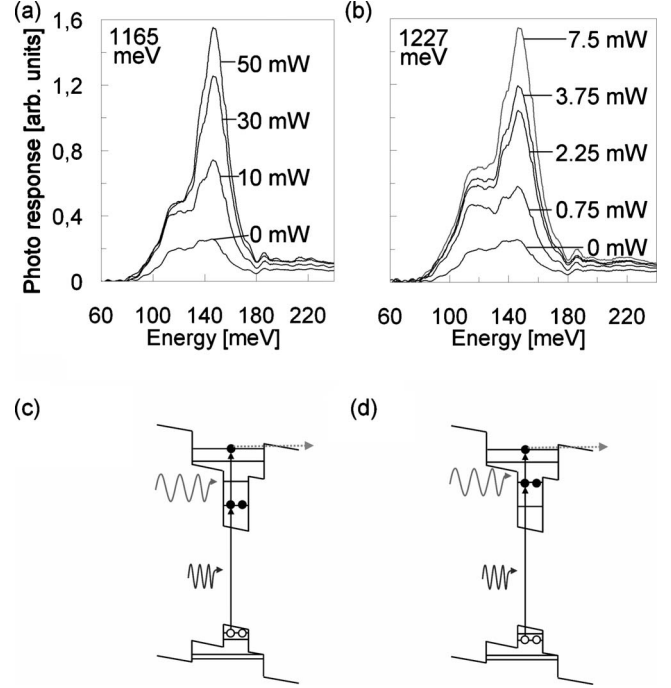 (a)
1165
meV
50 mW
30 mW
10 mW
0 mW
1,6
1,2
0.8
0,4
0
Photo response [arb. units]
60 100 140 180 220
Energy [meV]
(b)
1227
meV
7.5 mW
3.75 mW
2.25 mW
0.75 mW
0 mW
60 100 140 180 220
Energy [meV]
(c)
(d)